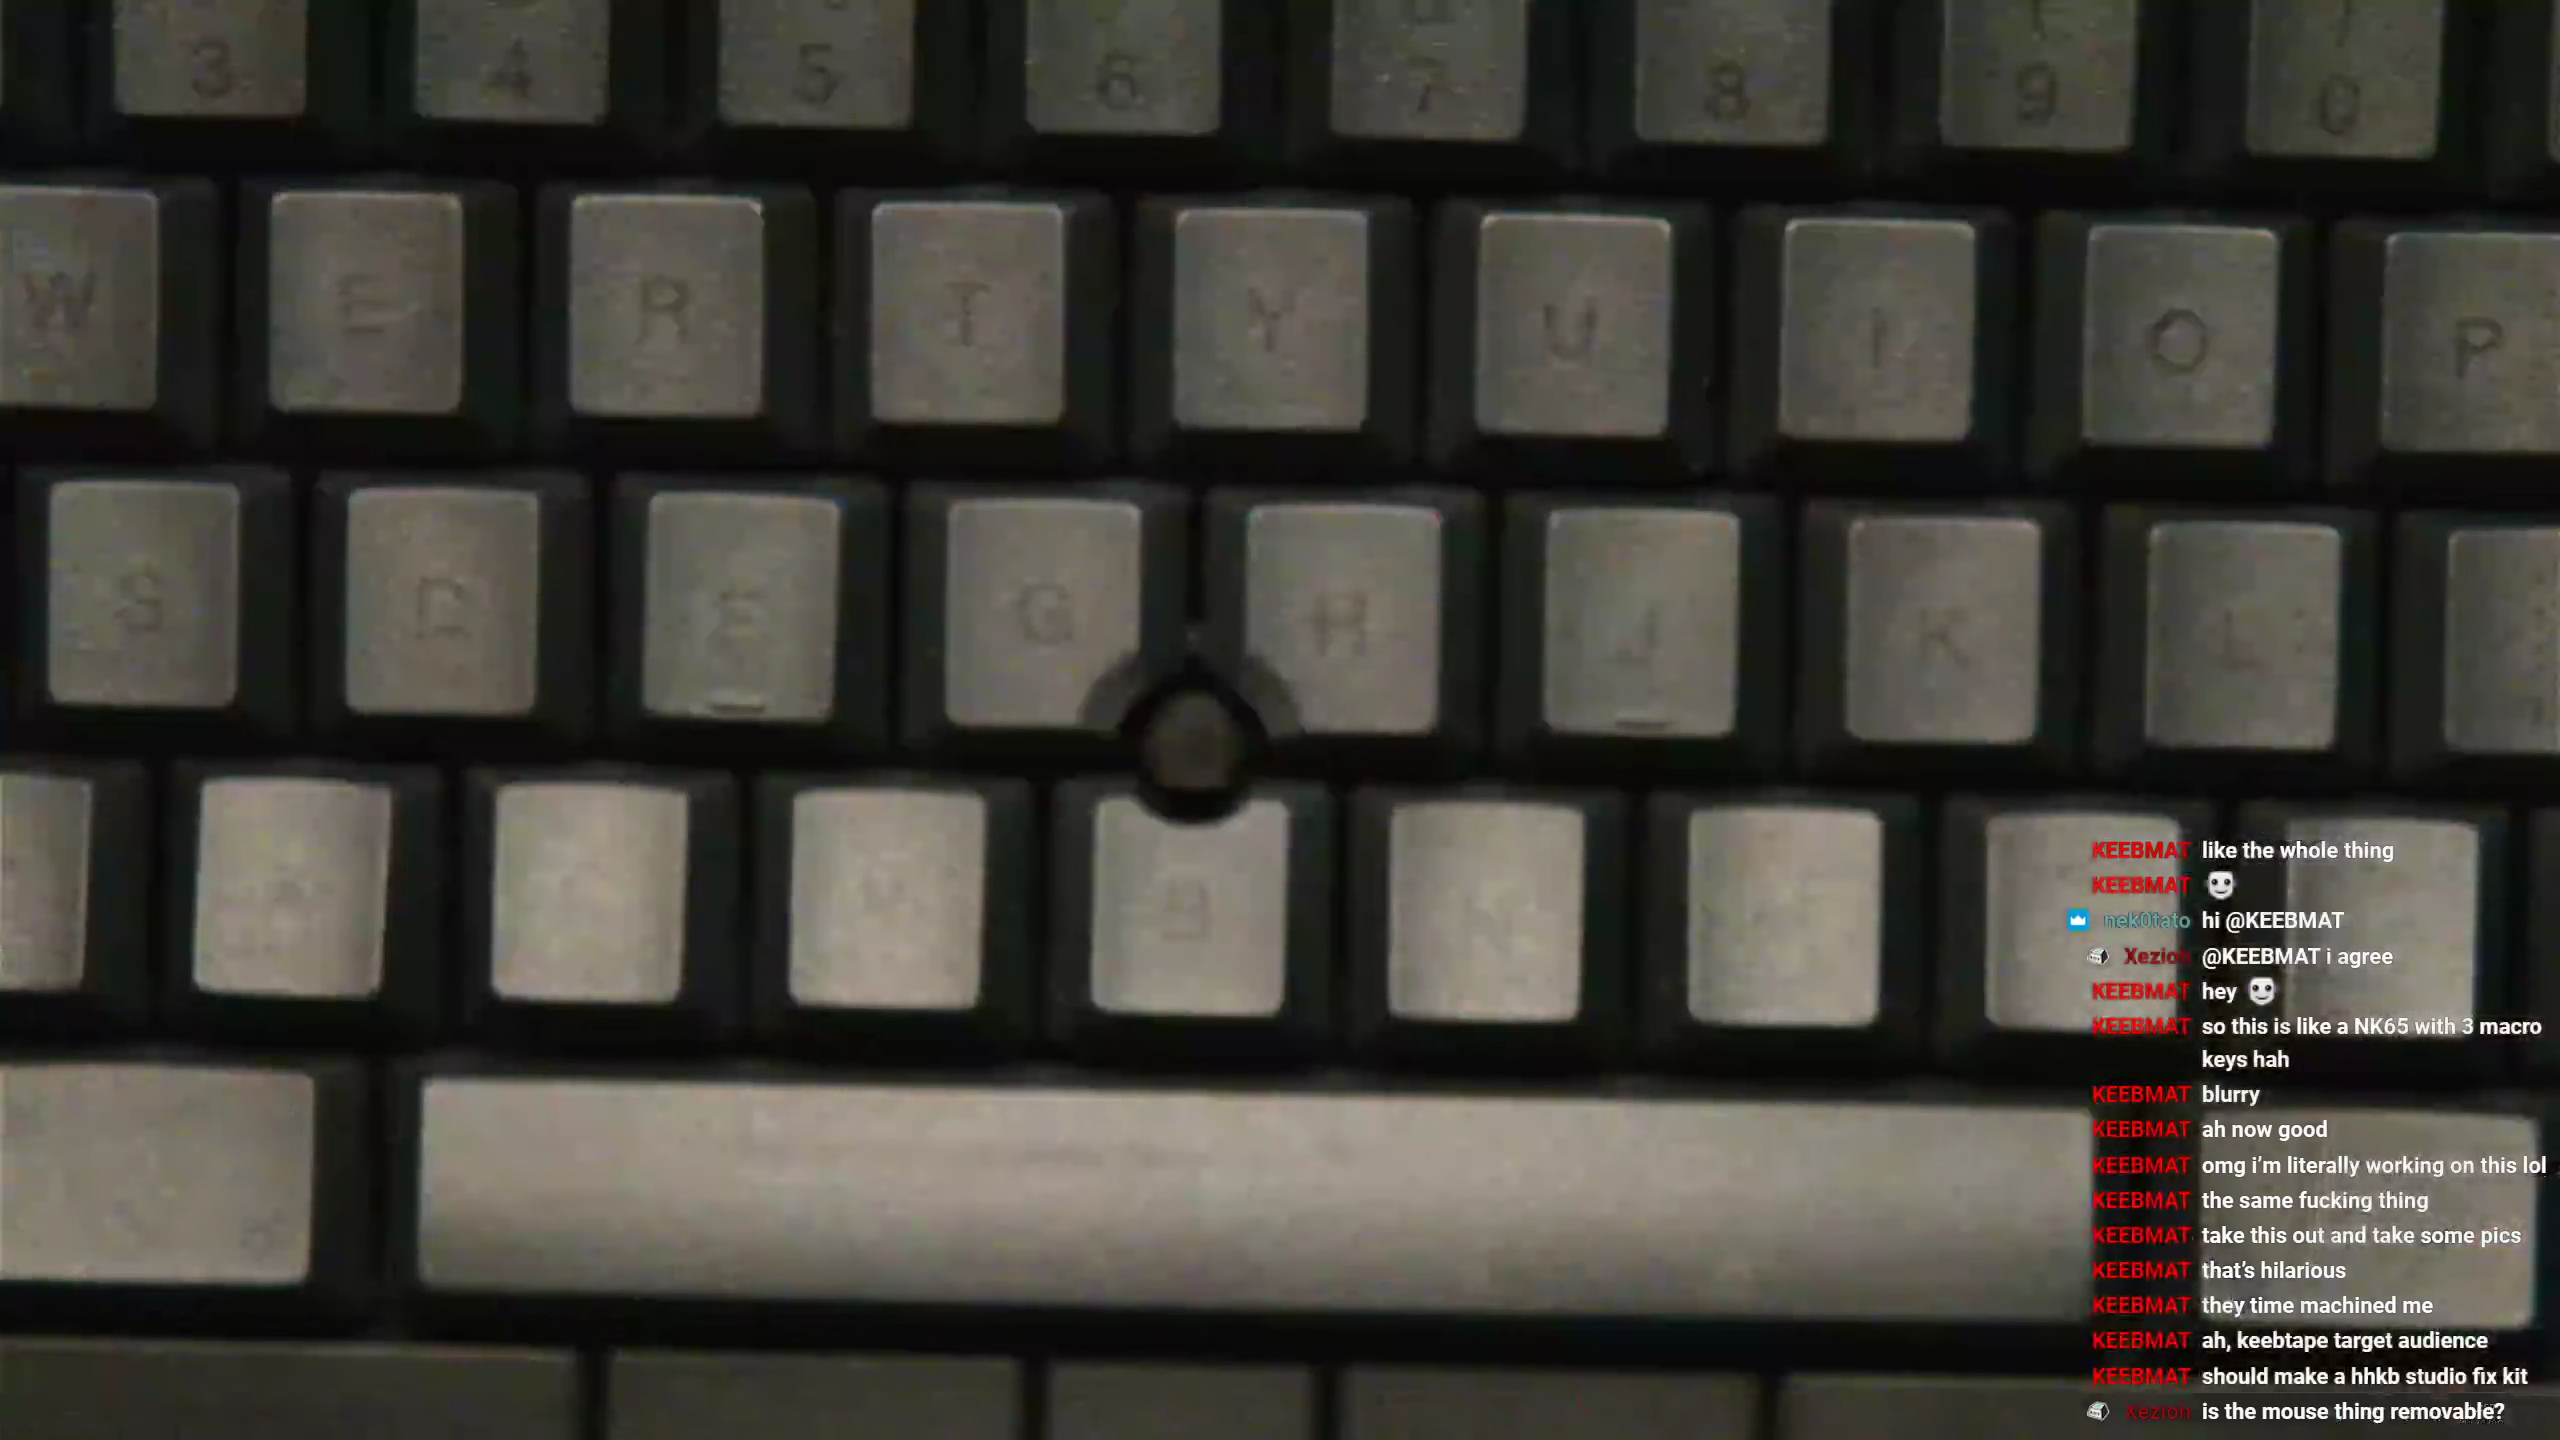 3 4 5 6 7 8 9 0
W E R T Y U I O P
S D F G H J K L
B
KEEBMAT like the whole thing
KEEBMAT
nek0tato hi @KEEBMAT
Xezion @KEEBMAT i agree
KEEBMAT hey
KEEBMAT so this is like a NK65 with 3 macro
keys hah
KEEBMAT blurry
KEEBMAT ah now good
KEEBMAT omg i'm literally working on this lol
KEEBMAT the same fucking thing
KEEBMAT take this out and take some pics
KEEBMAT that's hilarious
KEEBMAT they time machined me
KEEBMAT ah, keebtape target audience
KEEBMAT should make a hhkb studio fix kit
Xezion is the mouse thing removable?